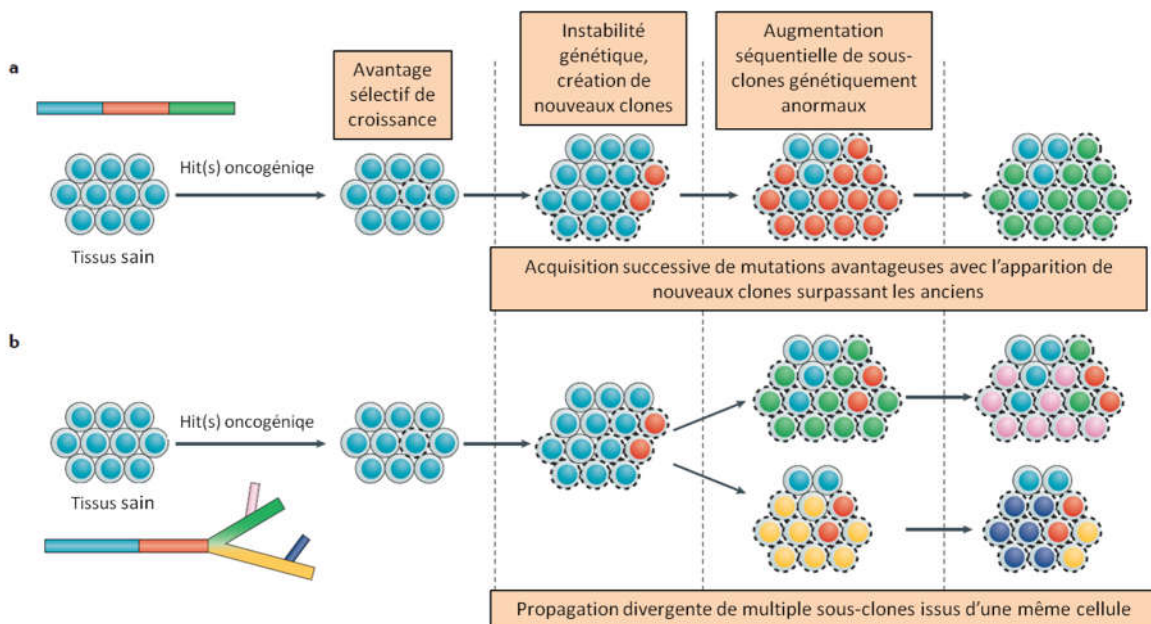 a
Avantage
sélectif de
croissance
Instabilité
génétique,
création de
nouveaux clones
Augmentation
séquentielle de sous-
clones génétiquement
anormaux
Hit(s) oncogéniqe
Tissus sain
Acquisition successive de mutations avantageuses avec l'apparition de
nouveaux clones surpassant les anciens
b
Hit(s) oncogéniqe
Tissus sain
Propagation divergente de multiple sous-clones issus d'une même cellule